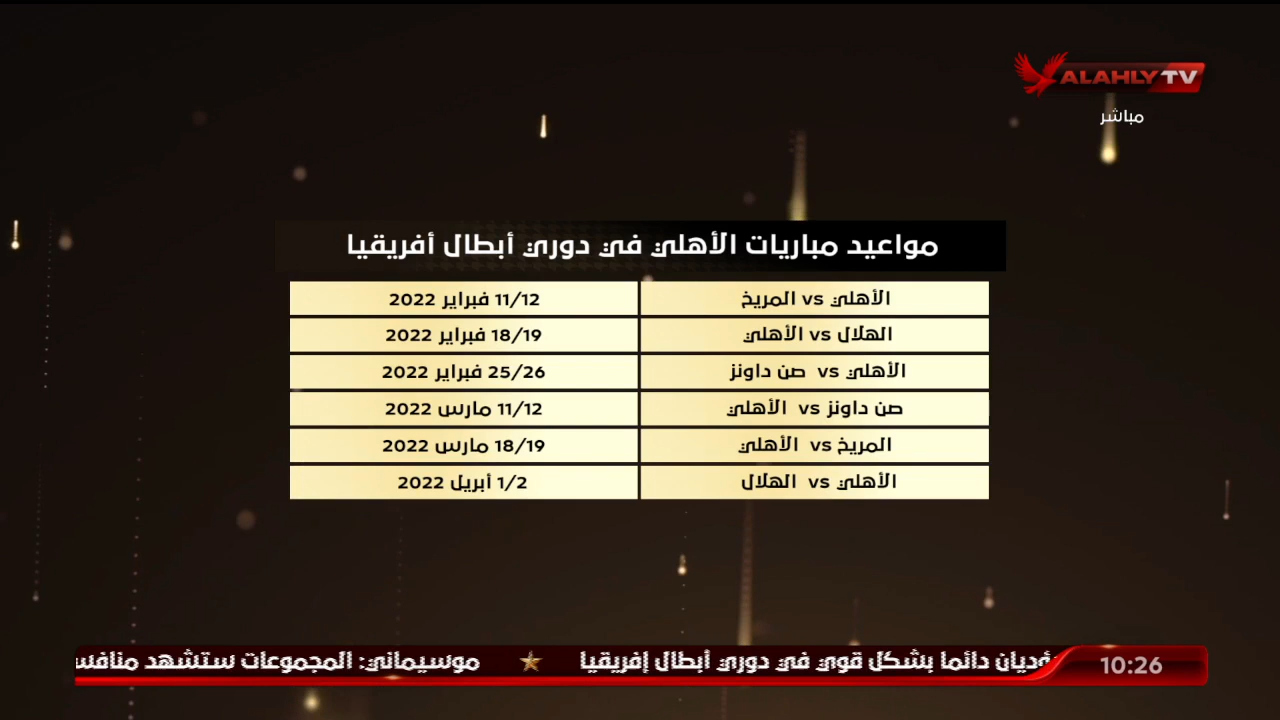 ALAHLY TV
مباشر
مواعيد مباريات الأهلي في دوري أبطال أفريقيا
الأهلي vs المريخ 11/12 فبراير 2022
الهلال vs الأهلي 18/19 فبراير 2022
الأهلي vs صن داونز 25/26 فبراير 2022
صن داونز vs الأهلي 11/12 مارس 2022
المريخ vs الأهلي 18/19 مارس 2022
الأهلي vs الهلال 1/2 أبريل 2022
10:26 دائما بشكل قوي في دوري أبطال إفريقيا موسيماني: المجموعات ستشهد